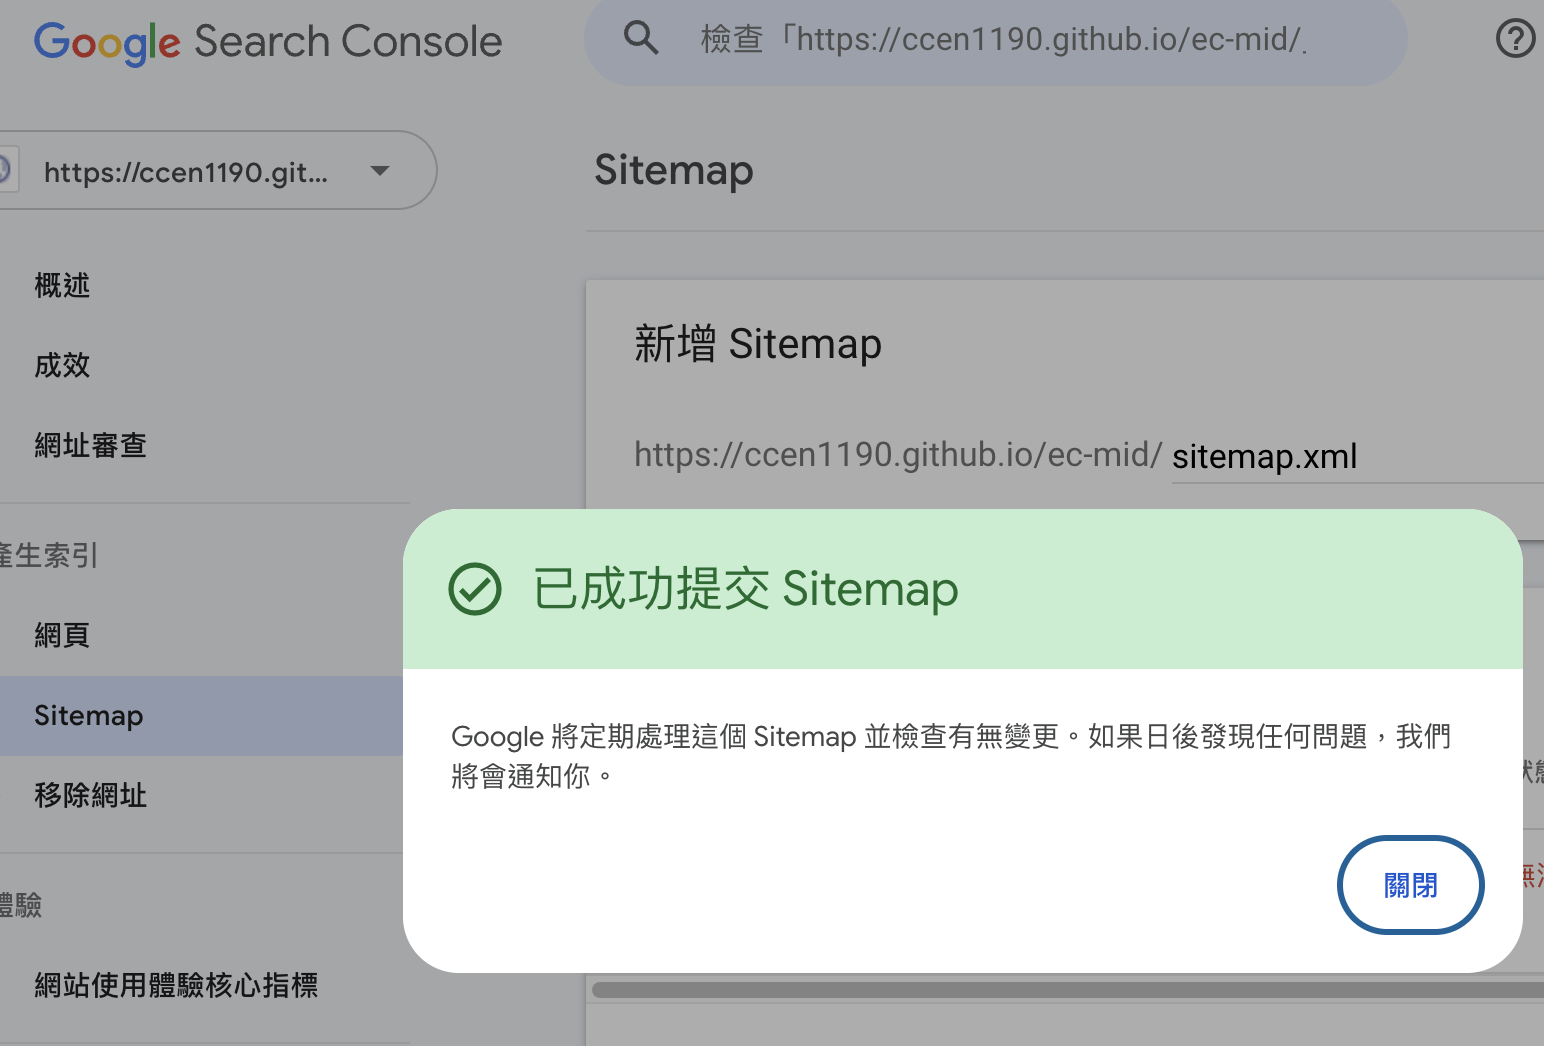 Google Search Console
檢查「https://ccen1190.github.io/ec-mid/
https://ccen1190.git...
Sitemap
概述
成效
網址審查
新增 Sitemap
https://ccen1190.github.io/ec-mid/ sitemap.xml
產生索引
網頁
Sitemap
移除網址
體驗
網站使用體驗核心指標
已成功提交 Sitemap
Google 將定期處理這個 Sitemap 並檢查有無變更。如果日後發現任何問題，我們
將會通知你。
關閉